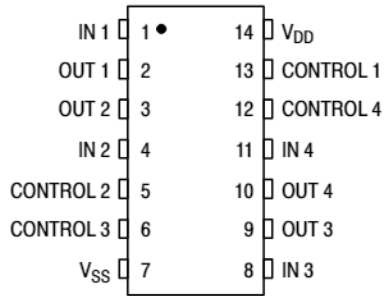 IN 1 1 14 V_DD
OUT 1 2 13 CONTROL 1
OUT 2 3 12 CONTROL 4
IN 2 4 11 IN 4
CONTROL 2 5 10 OUT 4
CONTROL 3 6 9 OUT 3
V_SS 7 8 IN 3